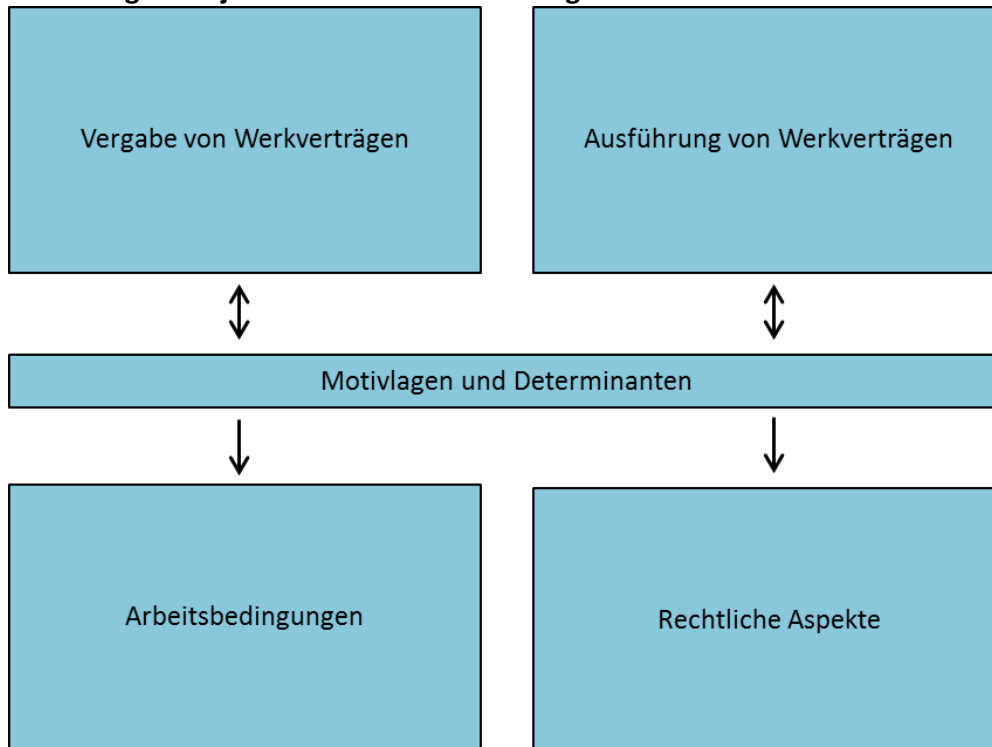 Vergabe von Werkverträgen
Ausführung von Werkverträgen
Motivlagen und Determinanten
Arbeitsbedingungen
Rechtliche Aspekte